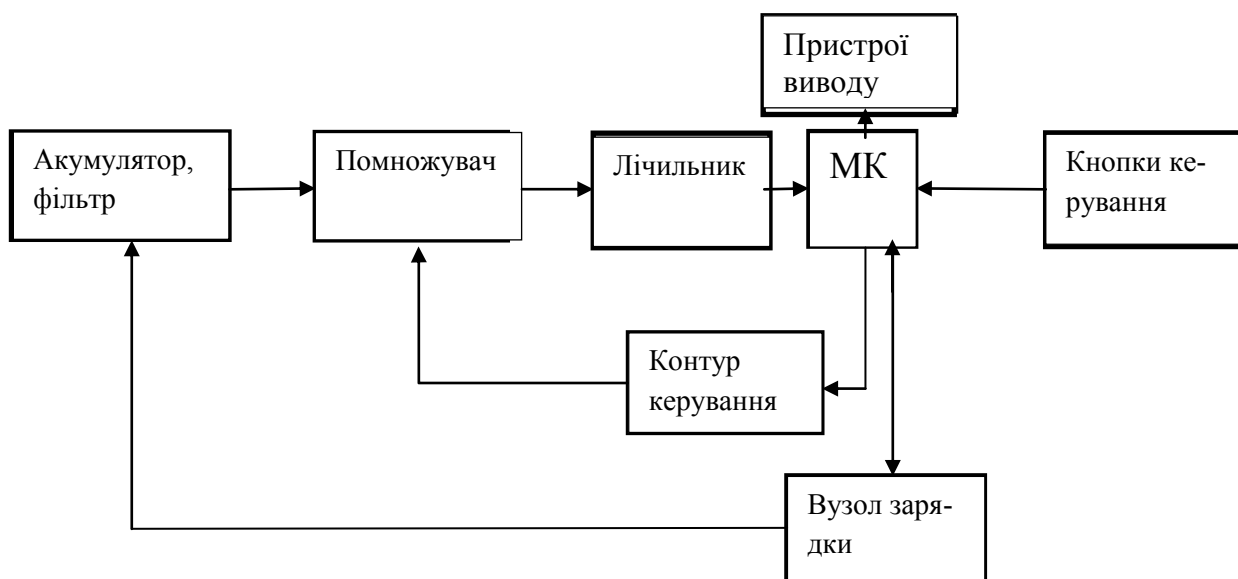 Пристрої
виводу
Акумулятор,
фільтр
Помножувач
Лічильник
МК
Кнопки ке-
рування
Контур
керування
Вузол заря-
дки